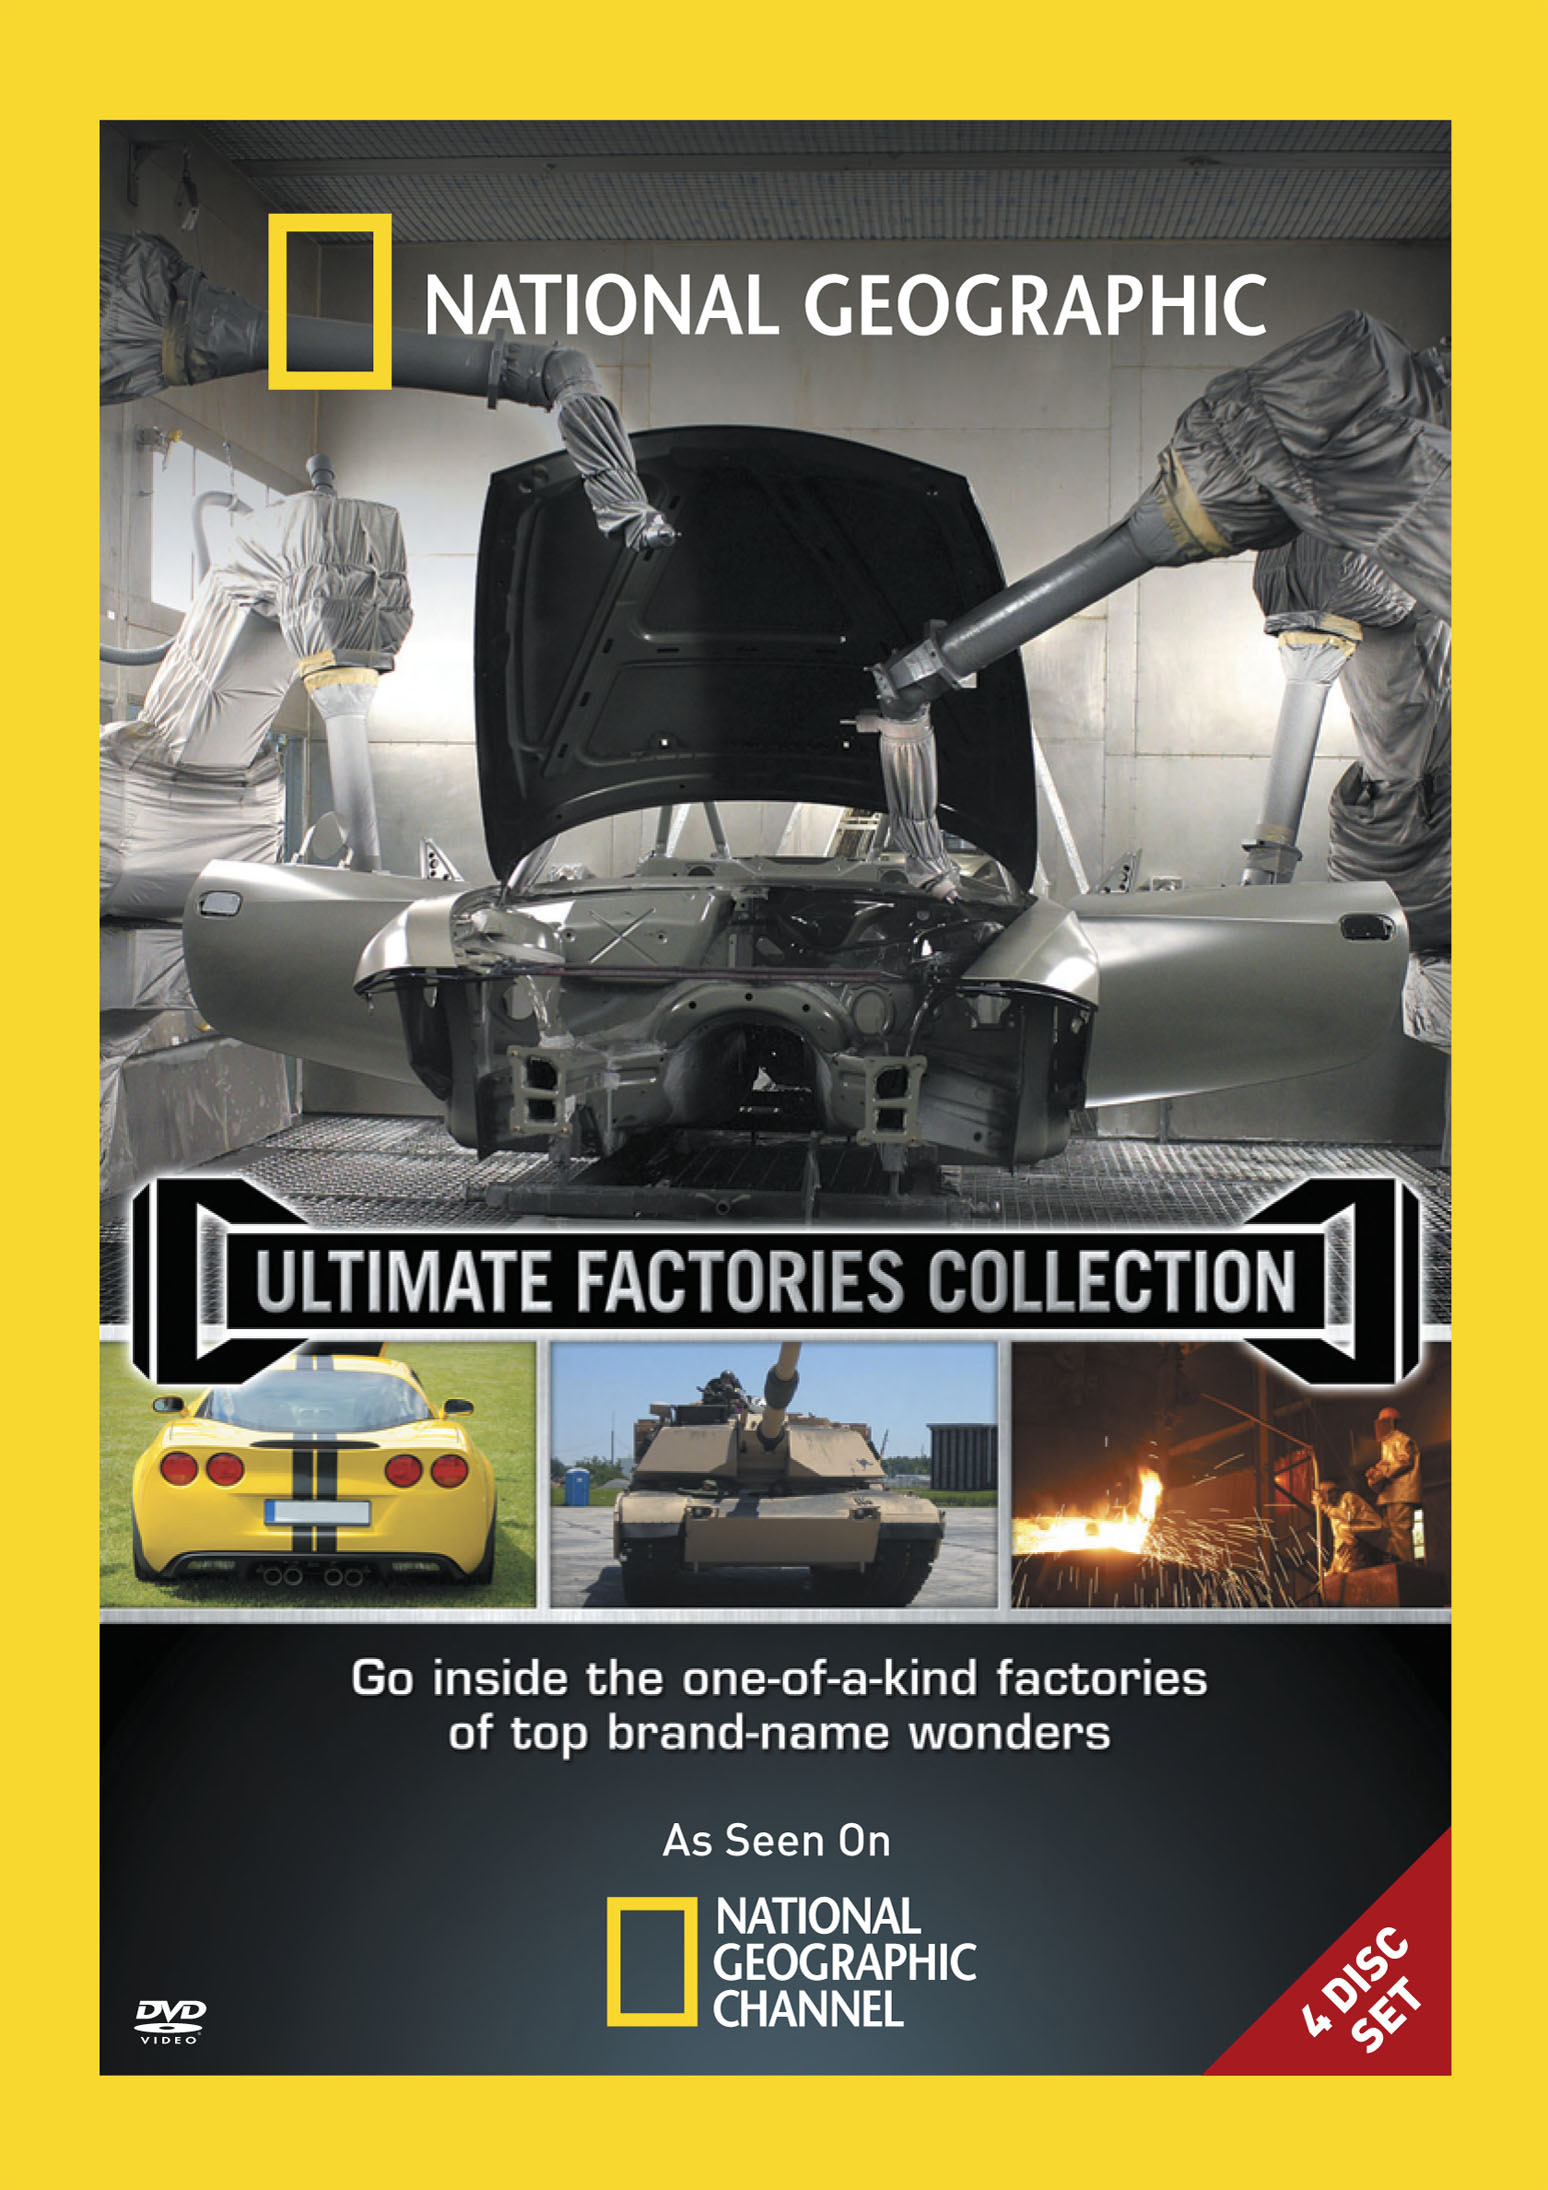 NATIONAL GEOGRAPHIC
ULTIMATE FACTORIES COLLECTION
Go inside the one-of-a-kind factories
of top brand-name wonders
As Seen On
NATIONAL
GEOGRAPHIC
CHANNEL
DVD
VIDEO
4 DISC
SET